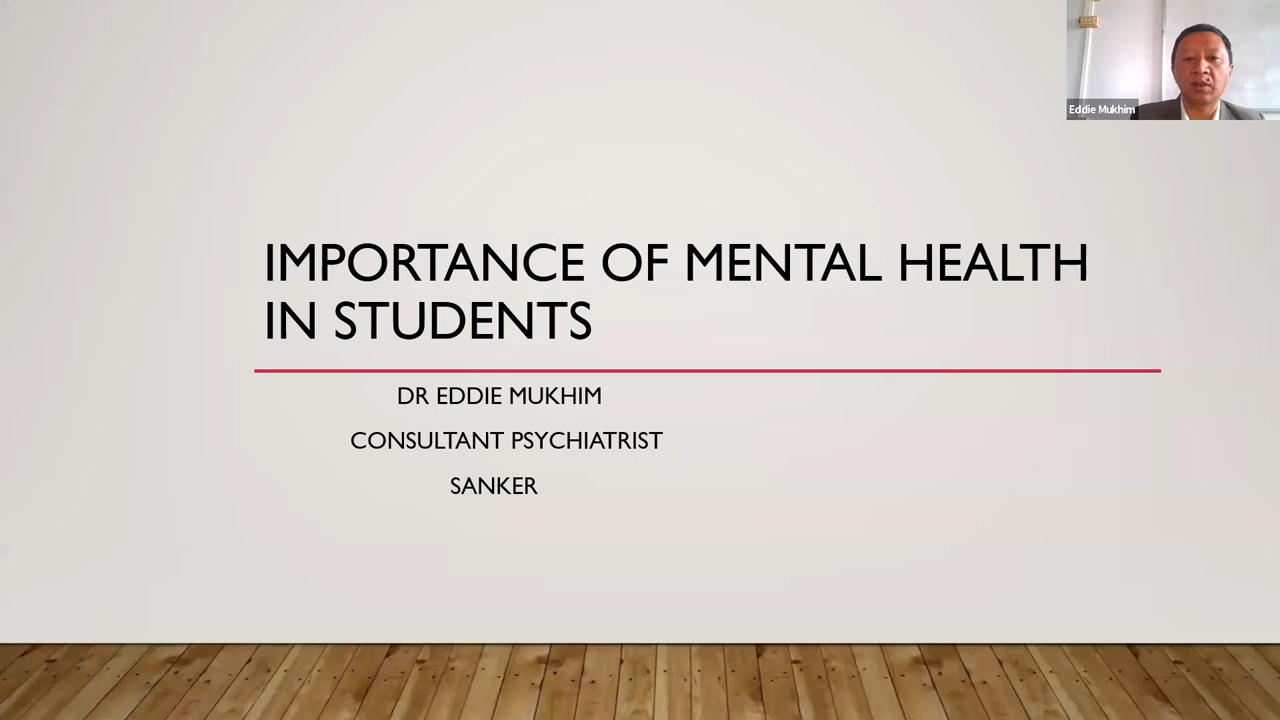 Eddie Mukhim
IMPORTANCE OF MENTAL HEALTH
IN STUDENTS
DR EDDIE MUKHIM
CONSULTANT PSYCHIATRIST
SANKER